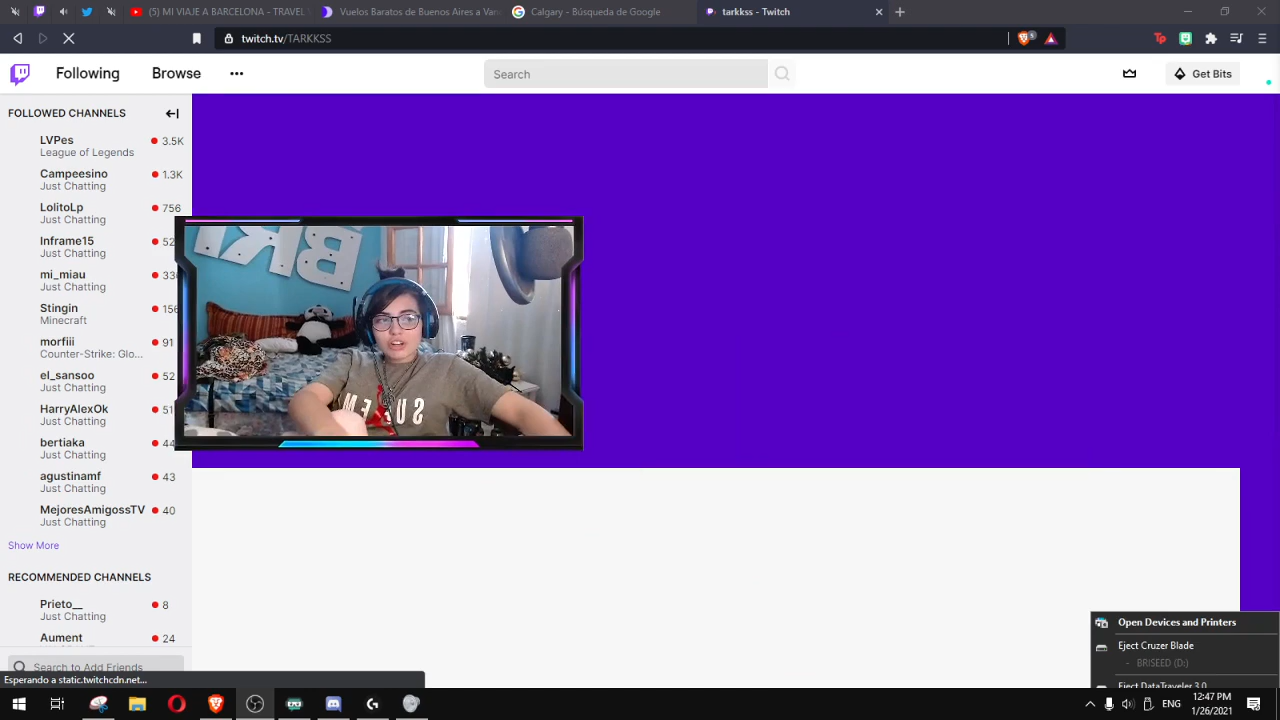 (5) MI VIAJE A BARCELONA - TRAVEL
Vuelos Baratos de Buenos Aires a Van
Calgary - Búsqueda de Google
tarkkss - Twitch
twitch.tv/TARKKSS
Following
Browse
Search
Get Bits
FOLLOWED CHANNELS
LVPes
3.5K
League of Legends
Campeesino
1.3K
Just Chatting
LolitoLp
756
Just Chatting
Inframe15
52
Just Chatting
mi_miau
Just Chatting
Stingin
156
Minecraft
morfiii
91
Counter-Strike: Glo...
el_sansoo
52
Just Chatting
HarryAlexOk
51
Just Chatting
bertiaka
44
Just Chatting
agustinamf
43
Just Chatting
MejoresAmigossTV
40
Just Chatting
Show More
RECOMMENDED CHANNELS
Prieto__
8
Just Chatting
Aument
24
Search to Add Friends
Esperando a static.twitchcdn.net...
BRI
SUPEM
Open Devices and Printers
Eject Cruzer Blade
- BRISEED (D:)
Eject DataTraveler 3.0
ENG
12:47 PM
1/26/2021